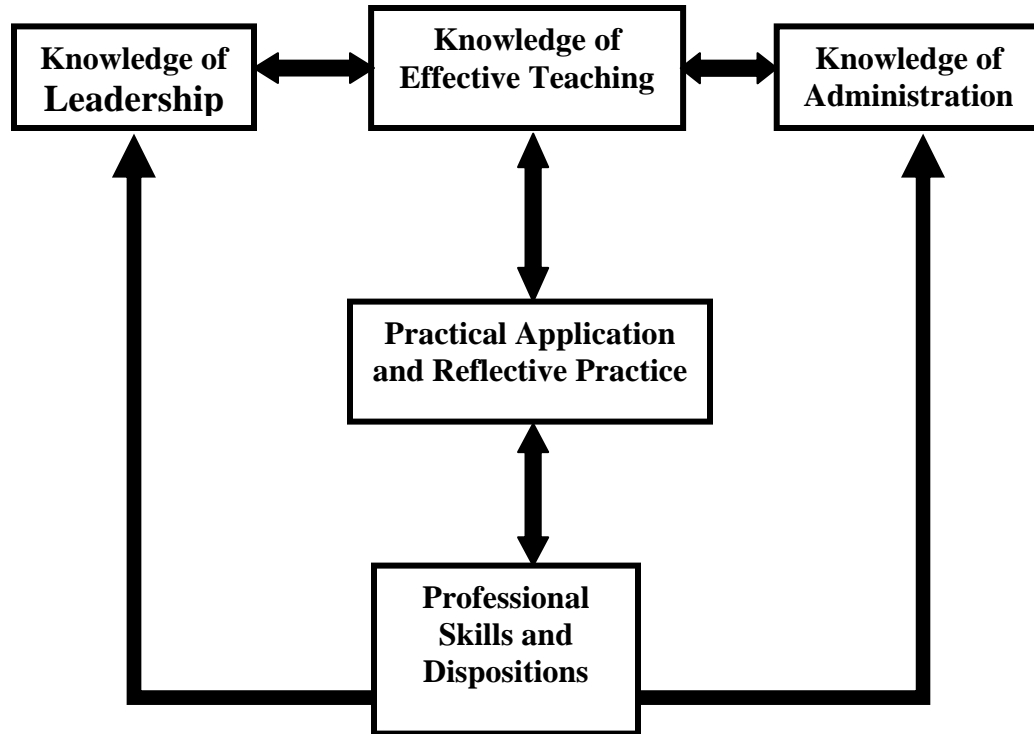 Knowledge of
Leadership
Knowledge of
Effective Teaching
Knowledge of
Administration
Practical Application
and Reflective Practice
Professional
Skills and
Dispositions